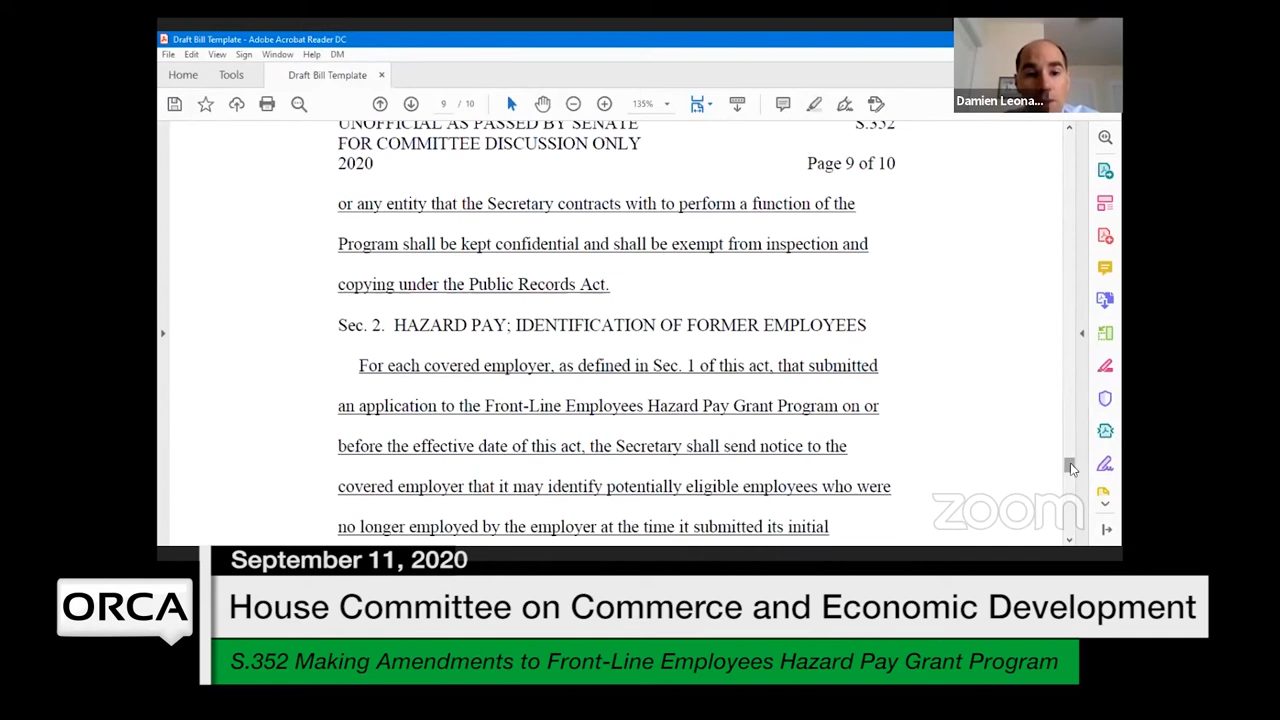 Draft Bill Template - Adobe Acrobat Reader DC
File Edit View Sign Window Help DM
Home Tools Draft Bill Template ×
9 / 10 135%
Damien Leona...
UNOFFICIAL AS PASSED BY SENATE S.352
FOR COMMITTEE DISCUSSION ONLY
2020 Page 9 of 10
or any entity that the Secretary contracts with to perform a function of the
Program shall be kept confidential and shall be exempt from inspection and
copying under the Public Records Act.
Sec. 2. HAZARD PAY; IDENTIFICATION OF FORMER EMPLOYEES
For each covered employer, as defined in Sec. 1 of this act, that submitted
an application to the Front-Line Employees Hazard Pay Grant Program on or
before the effective date of this act, the Secretary shall send notice to the
covered employer that it may identify potentially eligible employees who were
no longer employed by the employer at the time it submitted its initial
zoom
September 11, 2020
ORCA
House Committee on Commerce and Economic Development
S.352 Making Amendments to Front-Line Employees Hazard Pay Grant Program